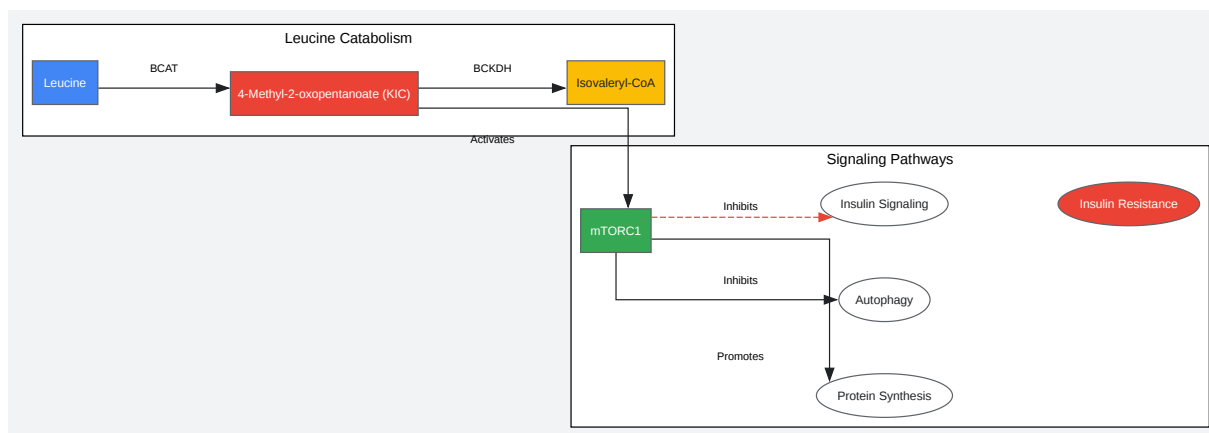 Leucine Catabolism
Leucine
BCAT
4-Methyl-2-oxopentanoate (KIC)
BCKDH
Isovaleryl-CoA
Activates
Signaling Pathways
mTORC1
Inhibits
Insulin Signaling
Insulin Resistance
Inhibits
Autophagy
Promotes
Protein Synthesis